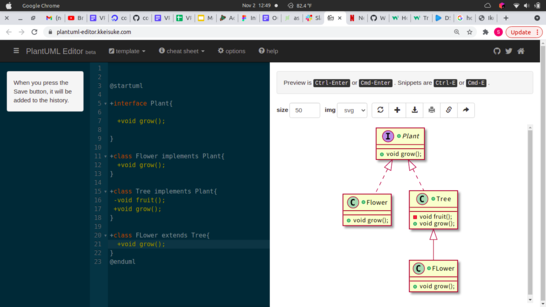 Google Chrome
Nov 2 12:49
82.4 °F
plantuml-editor.kkeisuke.com
Update
PlantUML Editor beta
template
cheat sheet
options
help
When you press the
Save button, it will be
added to the history.
1
2
3 @startuml
4
5 +interface Plant{
6
7 +void grow();
8
9 }
10
11 +class Flower implements Plant{
12 +void grow();
13 }
14
15 +class Tree implements Plant{
16 -void fruit();
17 +void grow();
18 }
19
20 +class FLower extends Tree{
21 +void grow();
22 }
23 @enduml
Preview is Ctrl-Enter or Cmd-Enter . Snippets are Ctrl-E or Cmd-E .
size 50 img svg
I Plant
void grow();
C Flower
void grow();
C Tree
void fruit();
void grow();
C FLower
void grow();